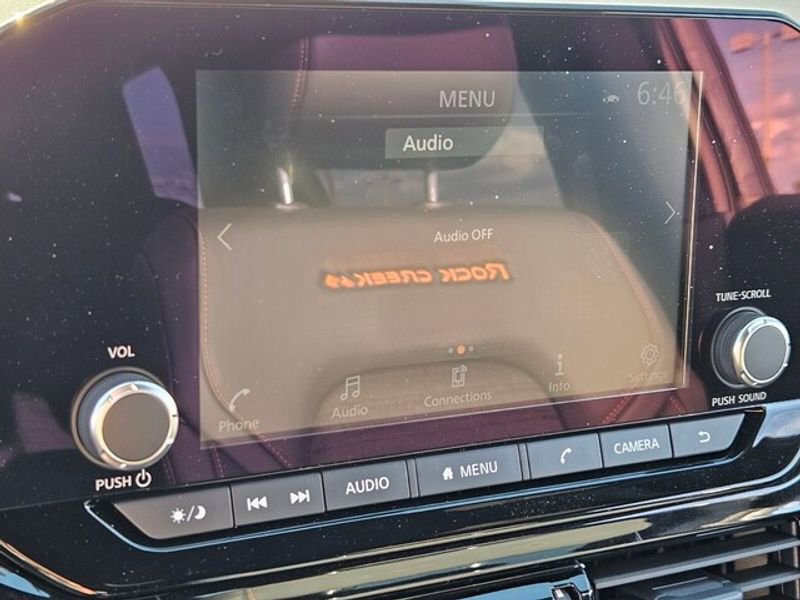 MENU
6:46
Audio
Audio OFF
ROCK CREEK
Phone
Audio
Connections
Info
Settings
VOL
PUSH
TUNE·SCROLL
PUSH SOUND
AUDIO
MENU
CAMERA